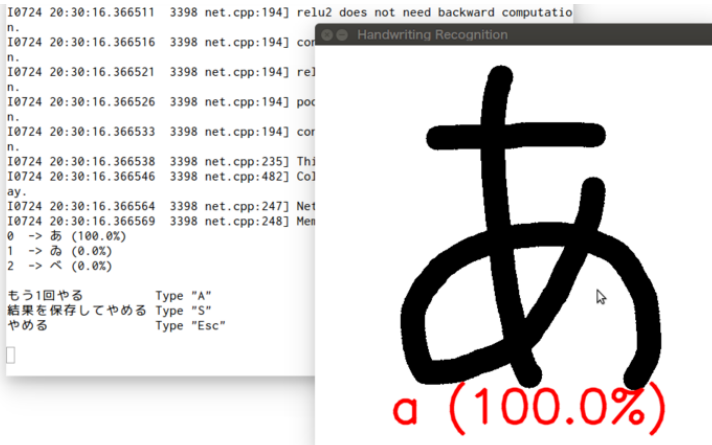 I0724 20:30:16.366511  3398 net.cpp:194] relu2 does not need backward computatio
n.
I0724 20:30:16.366516  3398 net.cpp:194] con
n.
I0724 20:30:16.366521  3398 net.cpp:194] rel
n.
I0724 20:30:16.366526  3398 net.cpp:194] poo
n.
I0724 20:30:16.366533  3398 net.cpp:194] con
n.
I0724 20:30:16.366538  3398 net.cpp:235] Thi
I0724 20:30:16.366546  3398 net.cpp:482] Col
ay.
I0724 20:30:16.366564  3398 net.cpp:247] Net
I0724 20:30:16.366569  3398 net.cpp:248] Mem
0  -> あ (100.0%)
1  -> ゐ (0.0%)
2  -> ぺ (0.0%)
もう1回やる Type "A"
結果を保存してやめる Type "S"
やめる Type "Esc"
Handwriting Recognition
あ
a (100.0%)